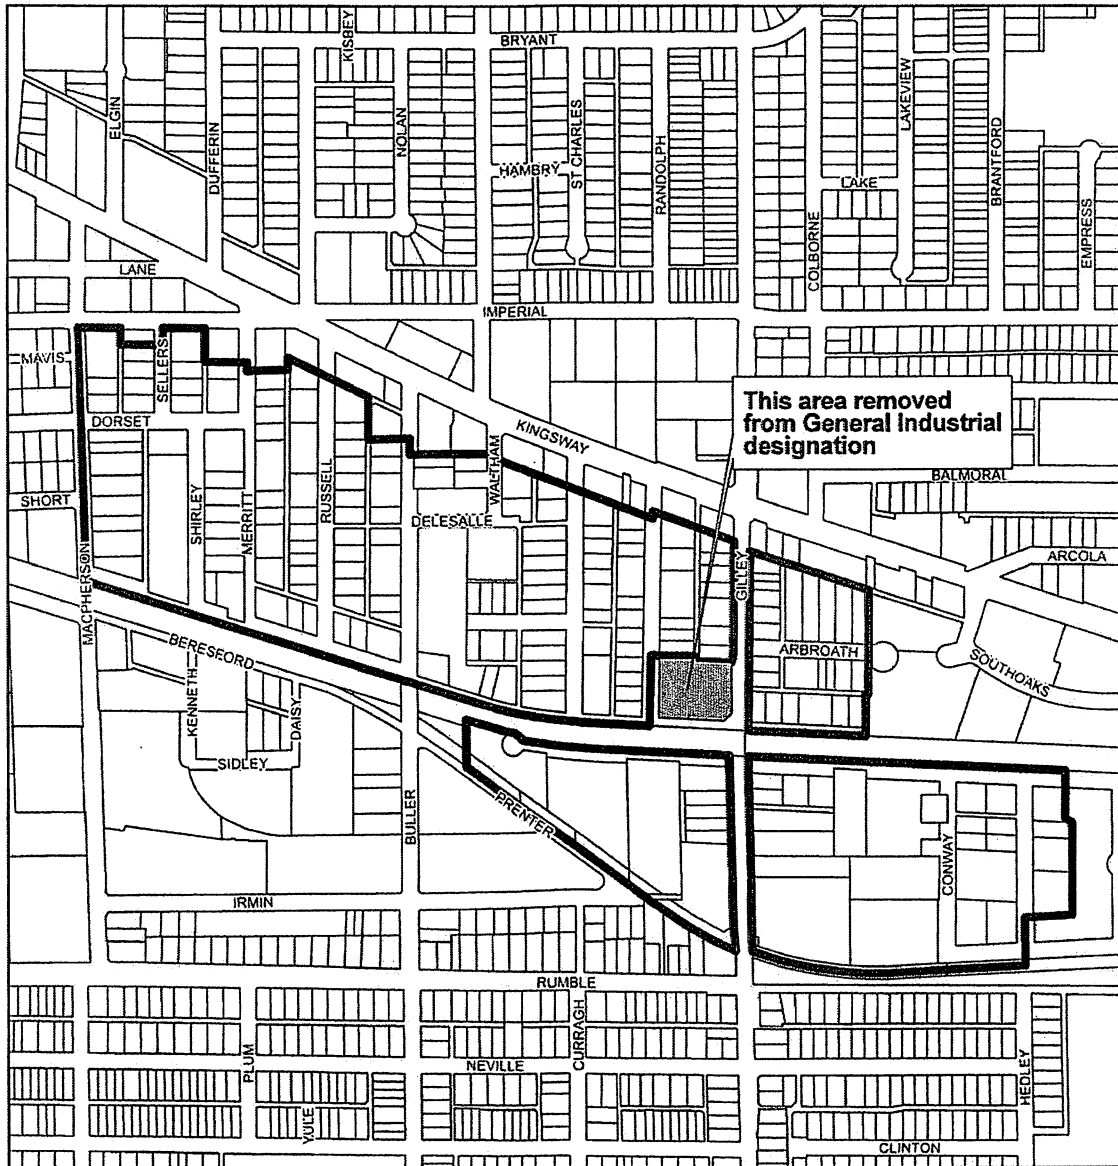 KISBEY
BRYANT
ELGIN
DUFFERIN
NOLAN
HAMBRY
ST CHARLES
RANDOLPH
LAKEVIEW
LAKE
BRANTFORD
EMPRESS
COLBORNE
LANE
IMPERIAL
MAVIS
SELLERS
DORSET
KINGSWAY
This area removed
from General Industrial
designation
BALMORAL
SHORT
SHIRLEY
MERRITT
RUSSELL
WALTHAM
DELESALLE
GILLEY
ARCOLA
MACPHERSON
BERESFORD
ARBROATH
SOUTHOAKS
KENNETH
DAISY
SIDLEY
BULLER
PRENTER
CONWAY
IRMIN
RUMBLE
PLUM
CURRAGH
NEVILLE
HEDLEY
YULE
CLINTON